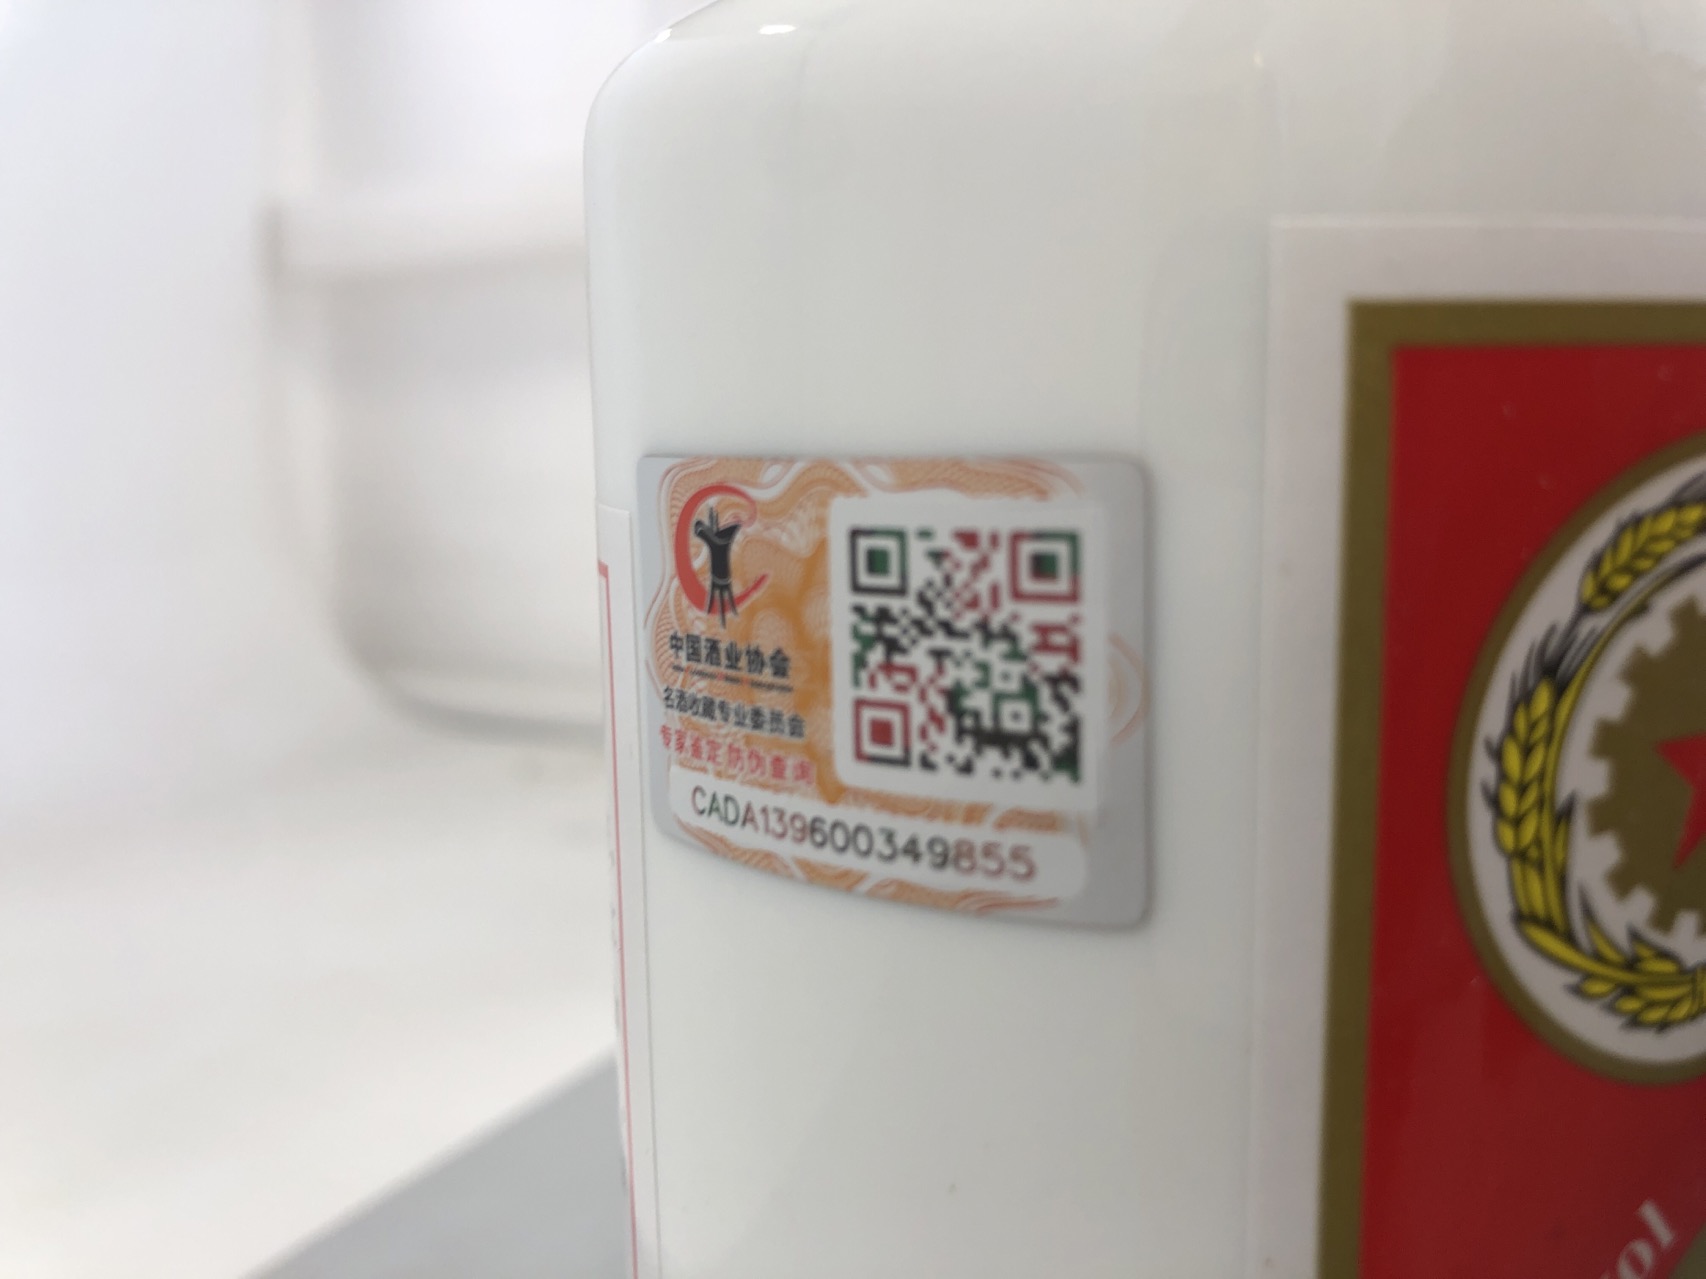 中国酒业协会
名酒收藏专业委员会
专家鉴定 防伪查询
CADA139600349855
vol